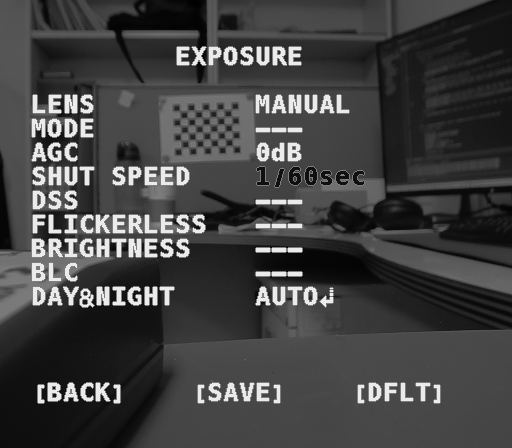 EXPOSURE
LENS MANUAL
MODE ---
AGC 0dB
SHUT SPEED 1/60sec
DSS ---
FLICKERLESS ---
BRIGHTNESS ---
BLC ---
DAY&NIGHT AUTO↲
[BACK] [SAVE] [DFLT]